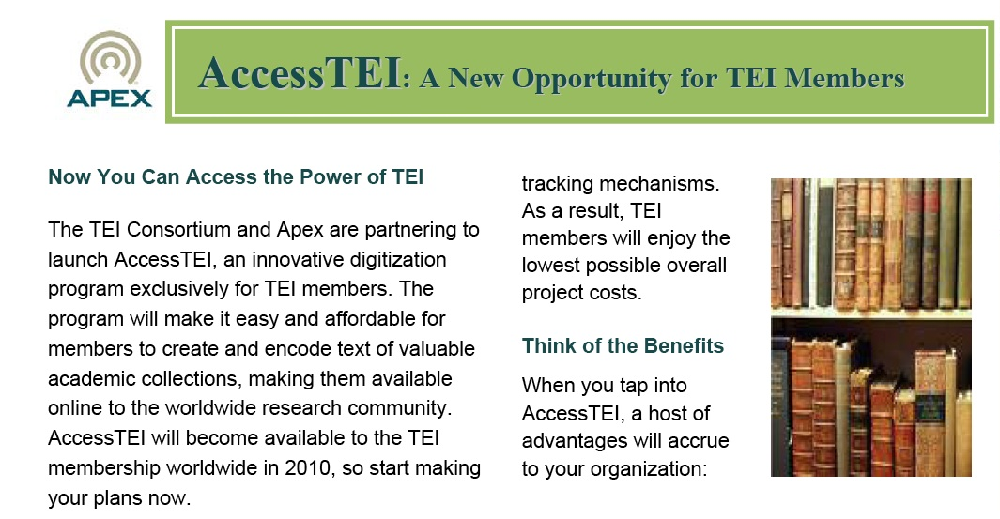 APEX
AccessTEI: A New Opportunity for TEI Members
Now You Can Access the Power of TEI
The TEI Consortium and Apex are partnering to
launch AccessTEI, an innovative digitization
program exclusively for TEI members. The
program will make it easy and affordable for
members to create and encode text of valuable
academic collections, making them available
online to the worldwide research community.
AccessTEI will become available to the TEI
membership worldwide in 2010, so start making
your plans now.
tracking mechanisms.
As a result, TEI
members will enjoy the
lowest possible overall
project costs.
Think of the Benefits
When you tap into
AccessTEI, a host of
advantages will accrue
to your organization: